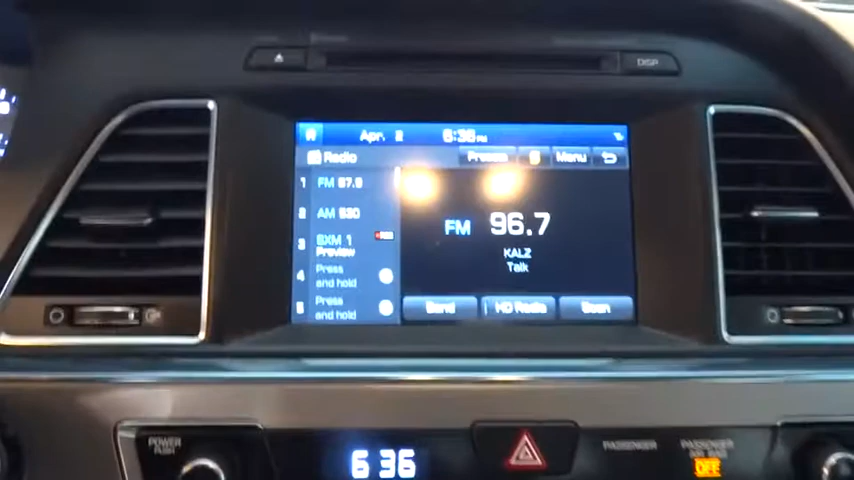 DISP
Apr. 2 6:36 PM
Radio Presets Menu
1 FM 87.9
2 AM 530
3 SXM 1
Preview
4 Press
and hold
5 Press
and hold
FM 96.7
KALZ
Talk
Band HD Radio Scan
POWER
PUSH
6:36
PASSENGER
PASSENGER
AIR BAG
OFF